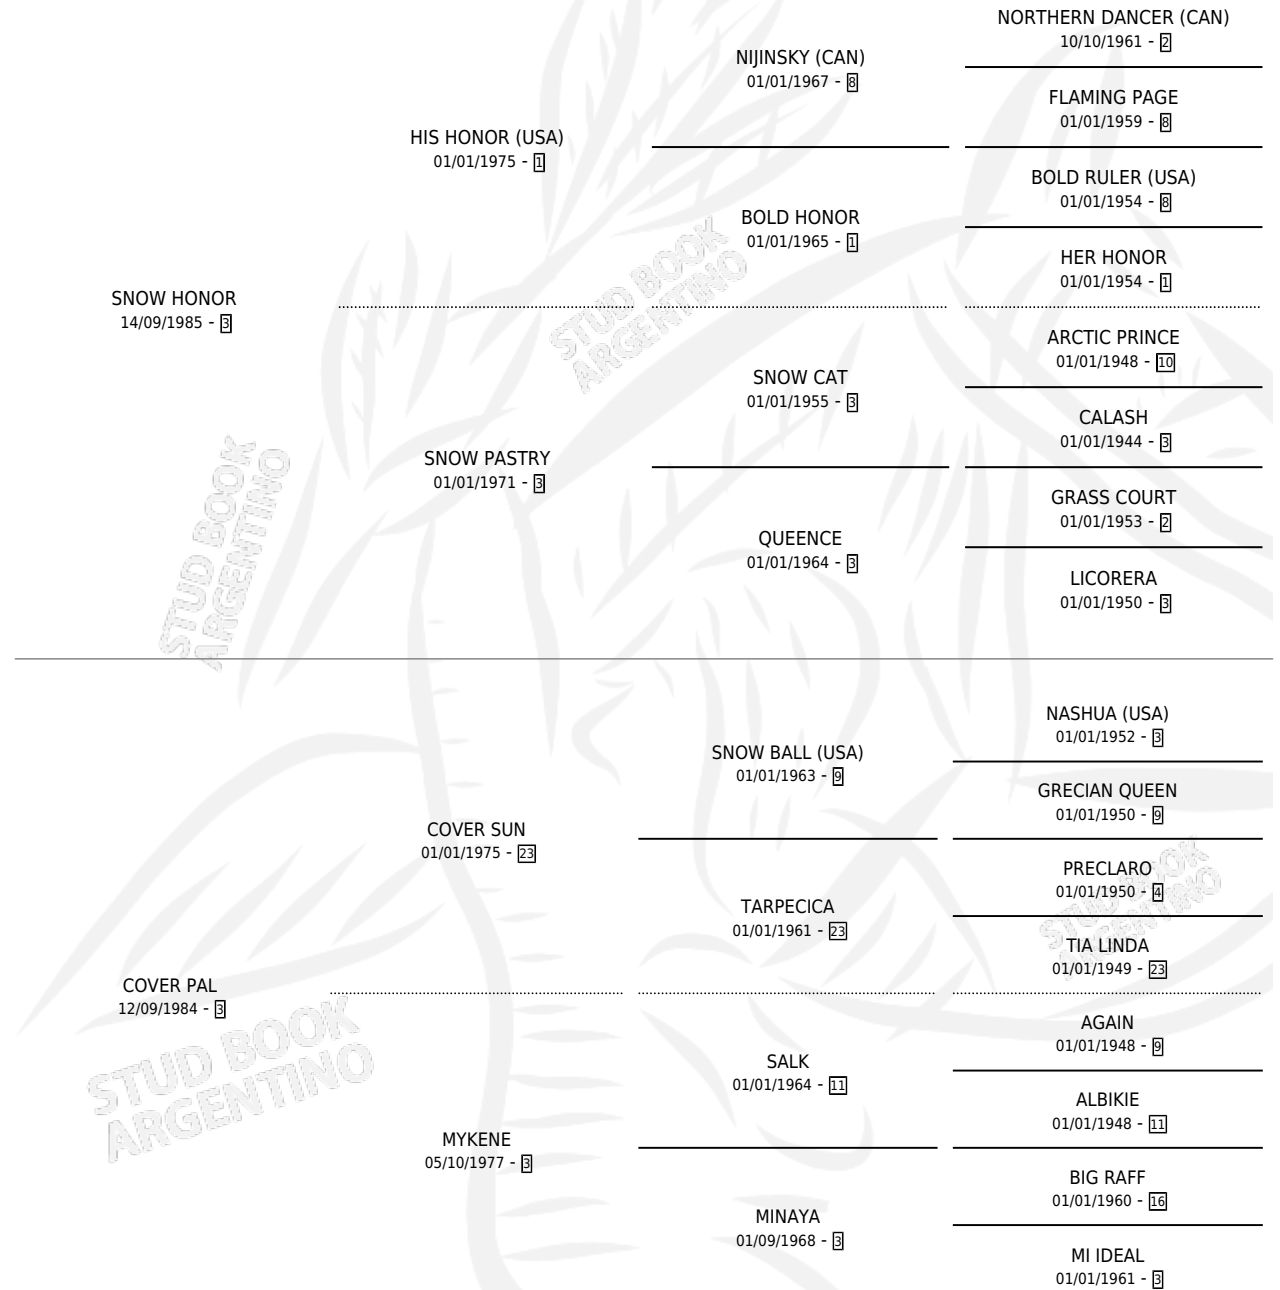 NORTHERN DANCER (CAN)
10/10/1961 - 2
NIJINSKY (CAN)
01/01/1967 - 8
FLAMING PAGE
01/01/1959 - 8
HIS HONOR (USA)
01/01/1975 - 1
BOLD RULER (USA)
01/01/1954 - 8
BOLD HONOR
01/01/1965 - 1
HER HONOR
01/01/1954 - 1
SNOW HONOR
14/09/1985 - 3
ARCTIC PRINCE
01/01/1948 - 10
SNOW CAT
01/01/1955 - 3
CALASH
01/01/1944 - 3
SNOW PASTRY
01/01/1971 - 3
GRASS COURT
01/01/1953 - 2
QUEENCE
01/01/1964 - 3
LICORERA
01/01/1950 - 3
STUD BOOK
ARGENTINO
STUD BOOK
ARGENTINO
NASHUA (USA)
01/01/1952 - 3
SNOW BALL (USA)
01/01/1963 - 9
GRECIAN QUEEN
01/01/1950 - 9
COVER SUN
01/01/1975 - 23
PRECLARO
01/01/1950 - 4
TARPECICA
01/01/1961 - 23
TIA LINDA
01/01/1949 - 23
COVER PAL
12/09/1984 - 3
AGAIN
01/01/1948 - 9
SALK
01/01/1964 - 11
ALBIKIE
01/01/1948 - 11
MYKENE
05/10/1977 - 3
BIG RAFF
01/01/1960 - 16
MINAYA
01/09/1968 - 3
MI IDEAL
01/01/1961 - 3
STUD BOOK
ARGENTINO
STUD BOOK
ARGENTINO